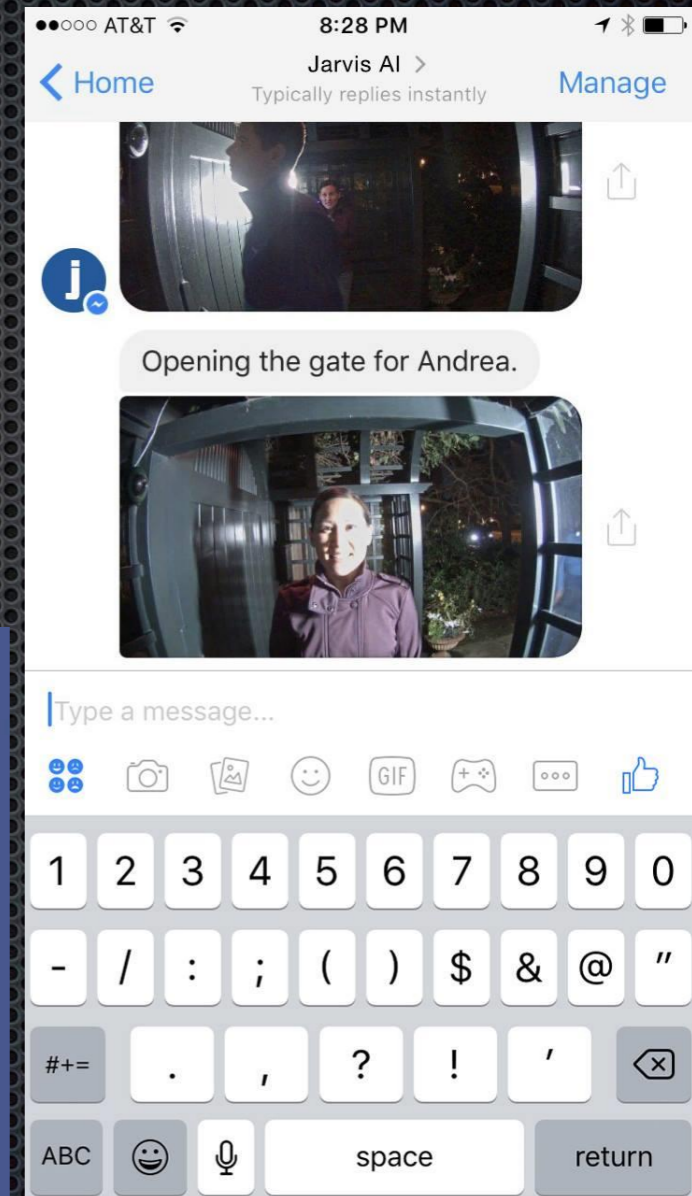 AT&T
8:28 PM
Home
Jarvis AI >
Typically replies instantly
Manage
j
Opening the gate for Andrea.
Type a message...
GIF
1 2 3 4 5 6 7 8 9 0
- / : ; ( ) $ & @ "
#+= . , ? ! '
ABC space return